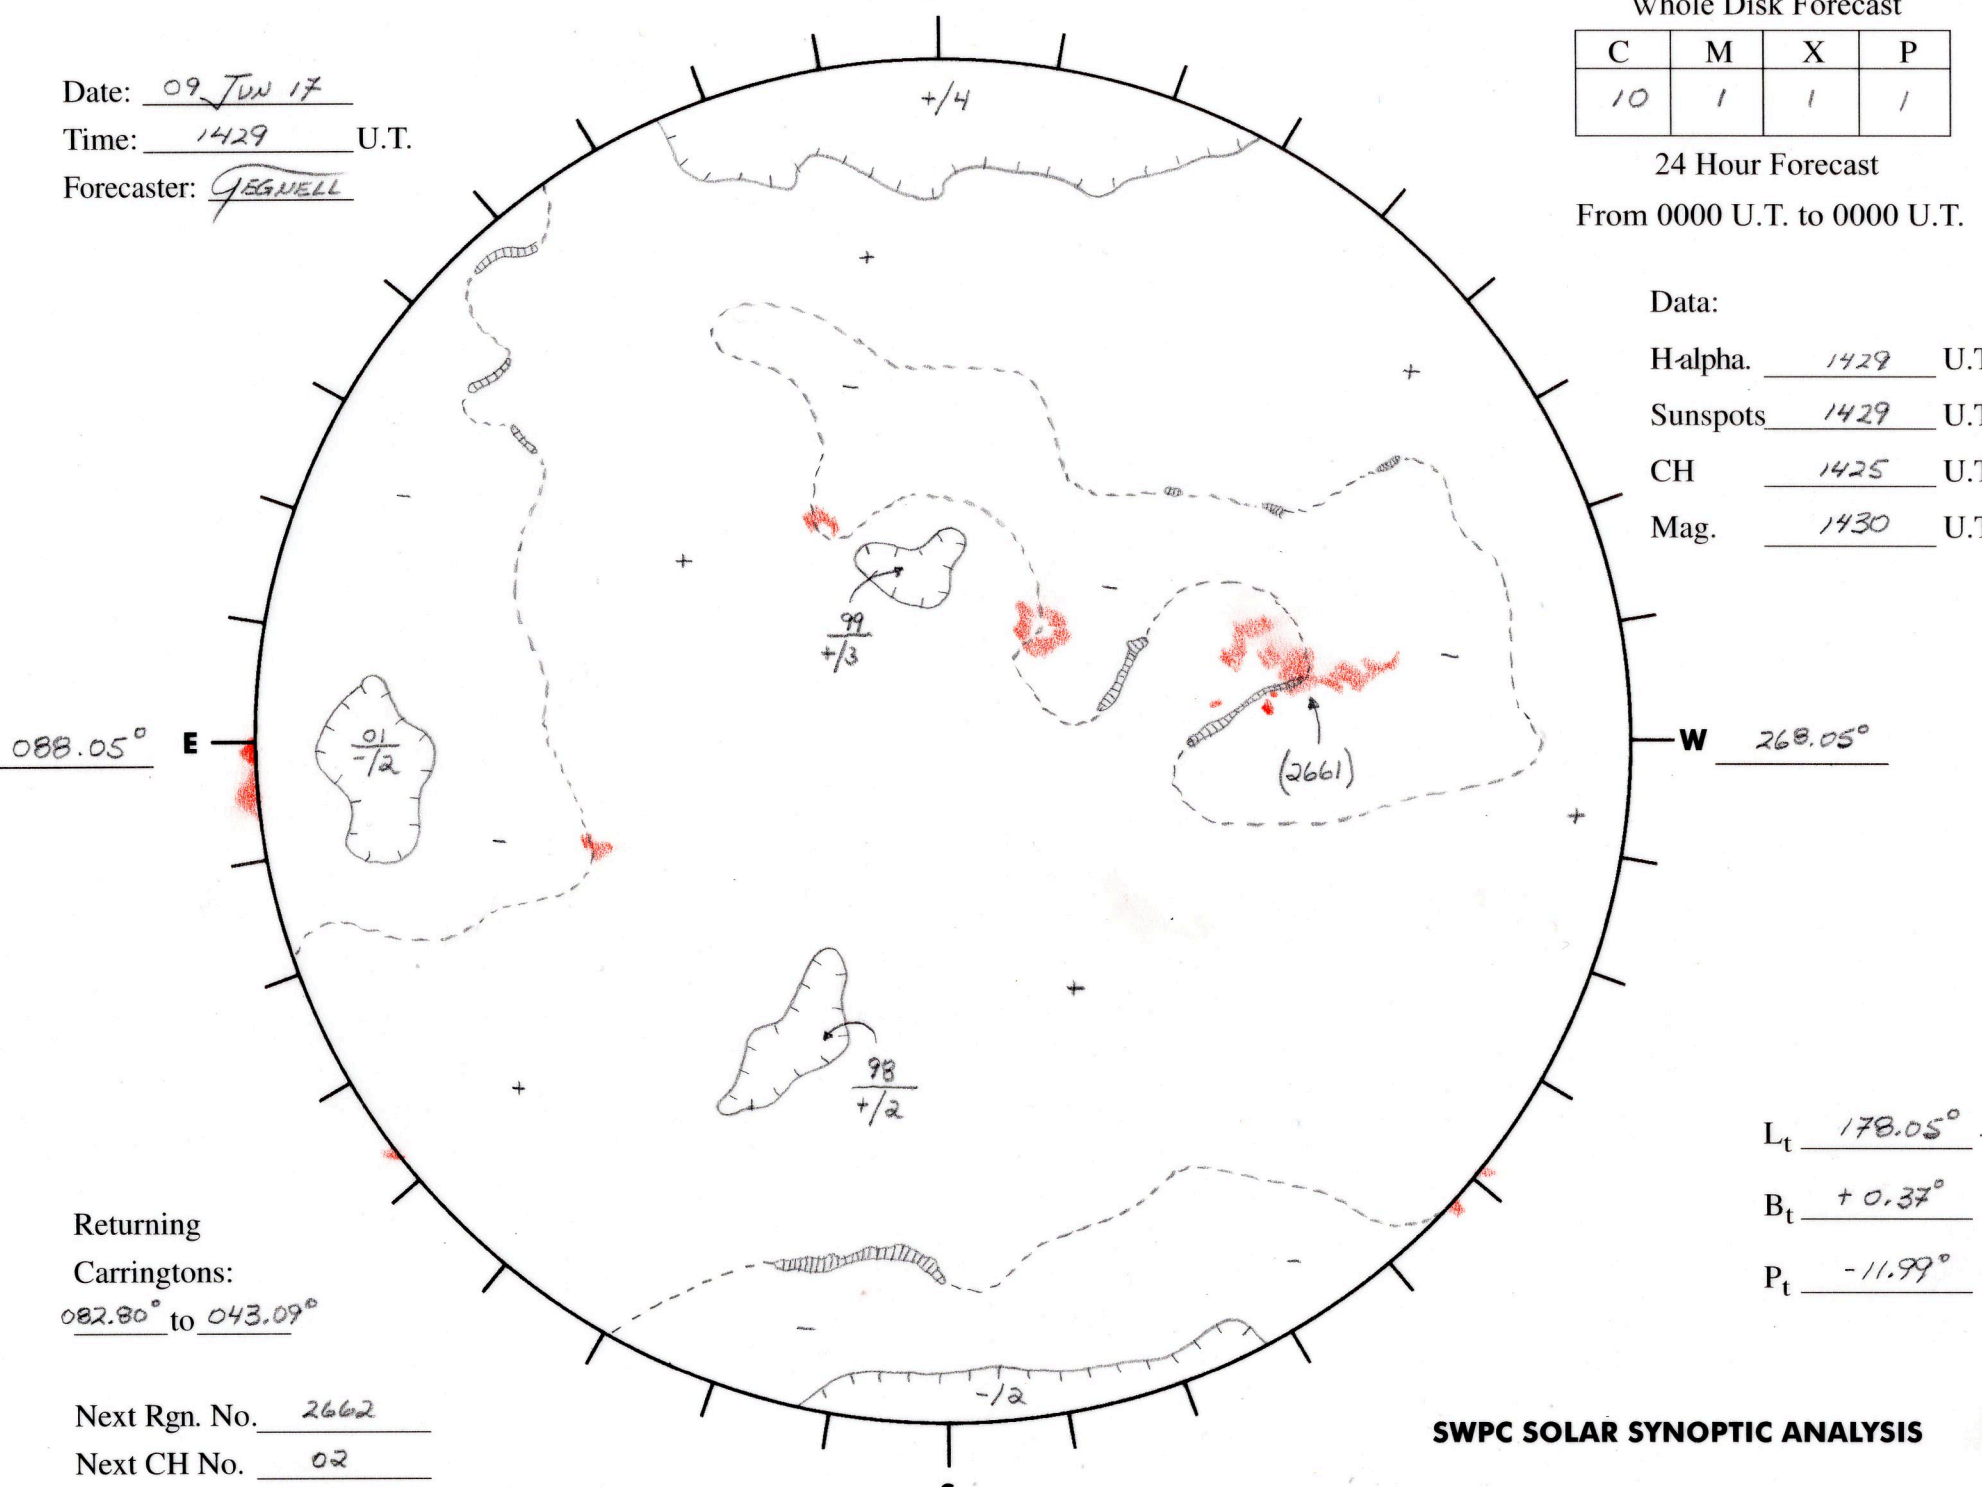 Whole Disk Forecast
C M X P
10 1 1 1
24 Hour Forecast
From 0000 U.T. to 0000 U.T.
Date: 09 JUN 17
Time: 1429 U.T.
Forecaster: GEGNELL
+/4
Data:
H-alpha. 1429 U.T
Sunspots 1429 U.T
CH 1425 U.T
Mag. 1430 U.T
+
+
-
-
+
-
99
+/3
-
01
-/2
088.05° E
W 268.05°
(2661)
-
+
+
98
+/2
+
Lt 178.05°
Bt +0.37°
Pt -11.99°
Returning
Carringtons:
082.80° to 043.09°
-
-
-/2
Next Rgn. No. 2662
Next CH No. 02
SWPC SOLAR SYNOPTIC ANALYSIS